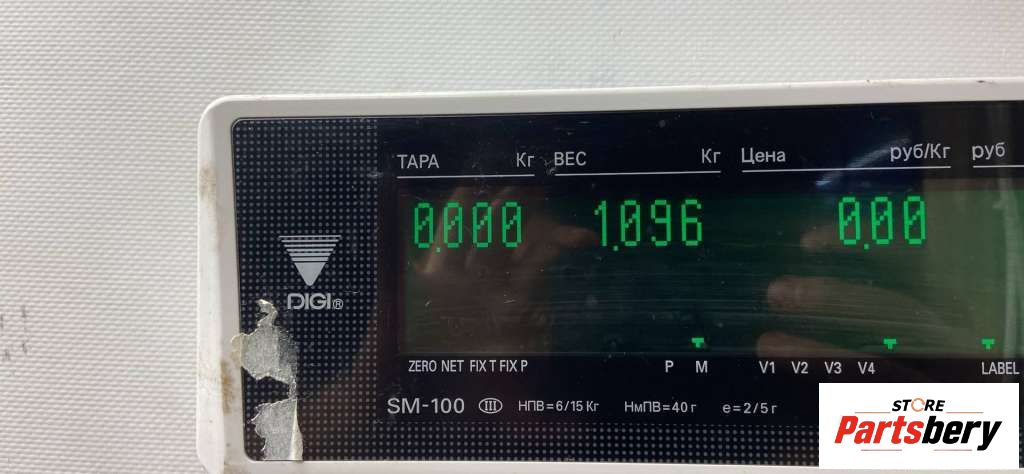 ТАРА Кг ВЕС Кг Цена руб/Кг руб
0.000 1.096 0.00
DIGI®
ZERO NET FIX T FIX P P M V1 V2 V3 V4 LABEL
SM-100 III НПВ=6/15 Кг НмПВ=40 г e=2/5 г
STORE
Partsbery